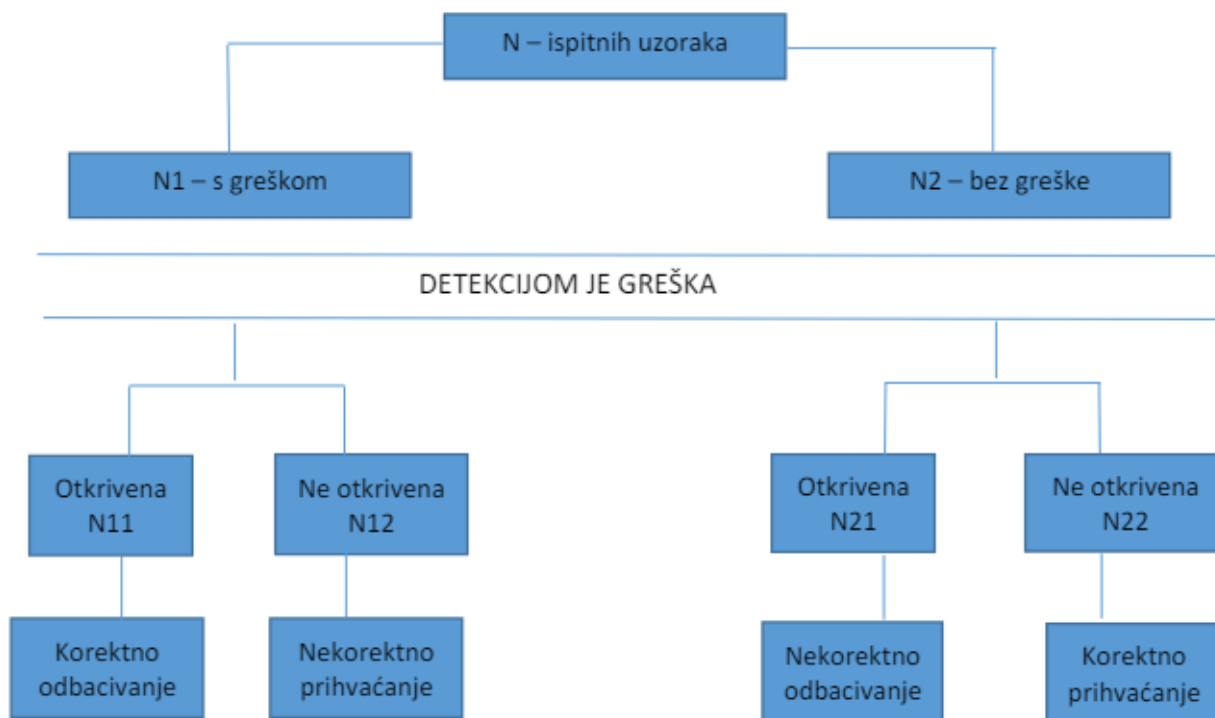 N – ispitnih uzoraka
N1 – s greškom
N2 – bez greške
DETEKCIJOM JE GREŠKA
Otkrivena
N11
Ne otkrivena
N12
Otkrivena
N21
Ne otkrivena
N22
Korektno
odbacivanje
Nekorektno
prihvaćanje
Nekorektno
odbacivanje
Korektno
prihvaćanje